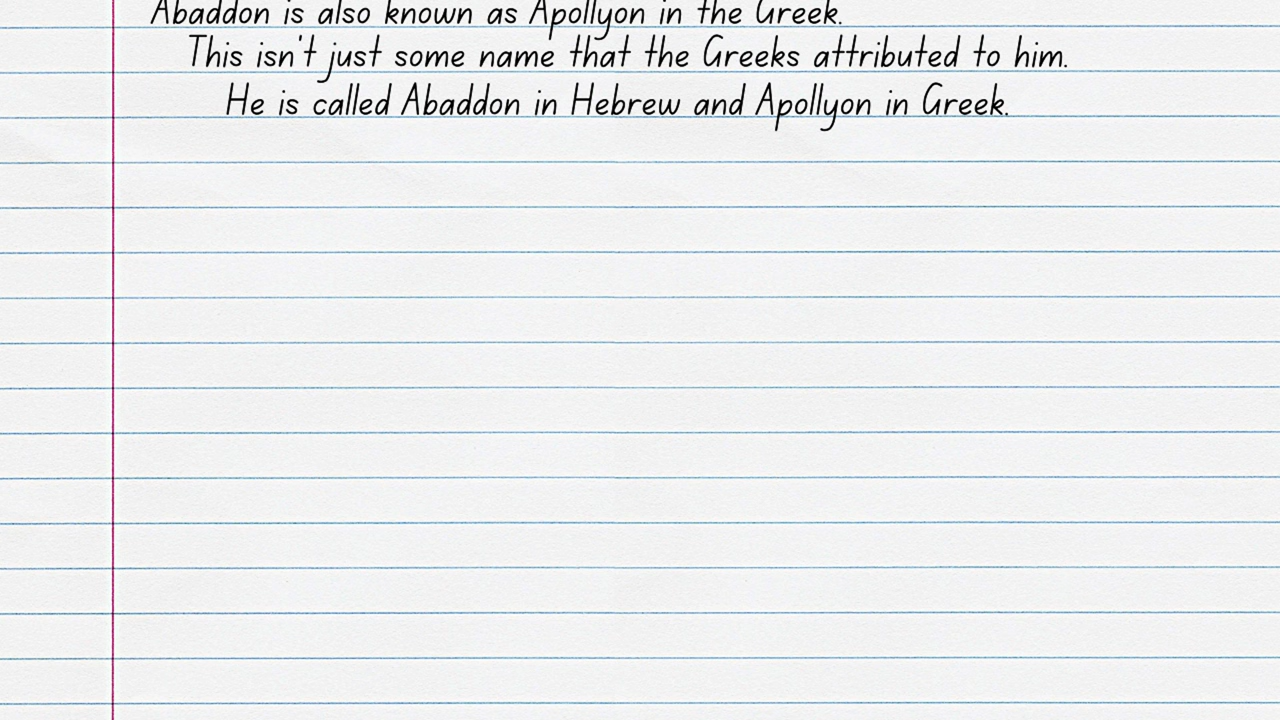 Abaddon is also known as Apollyon in the Greek.
This isn't just some name that the Greeks attributed to him.
He is called Abaddon in Hebrew and Apollyon in Greek.